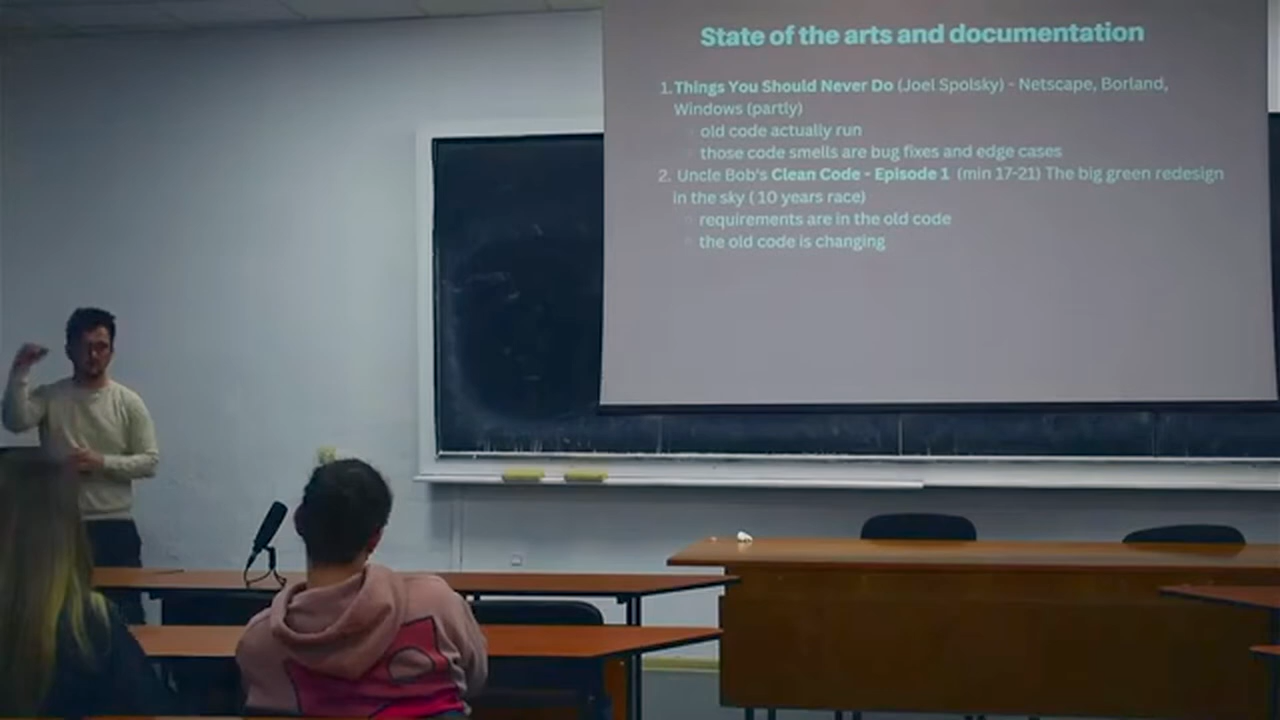 State of the arts and documentation
1. Things You Should Never Do (Joel Spolsky) - Netscape, Borland,
Windows (partly)
old code actually run
those code smells are bug fixes and edge cases
2. Uncle Bob's Clean Code - Episode 1 (min 17-21) The big green redesign
in the sky ( 10 years race)
requirements are in the old code
the old code is changing